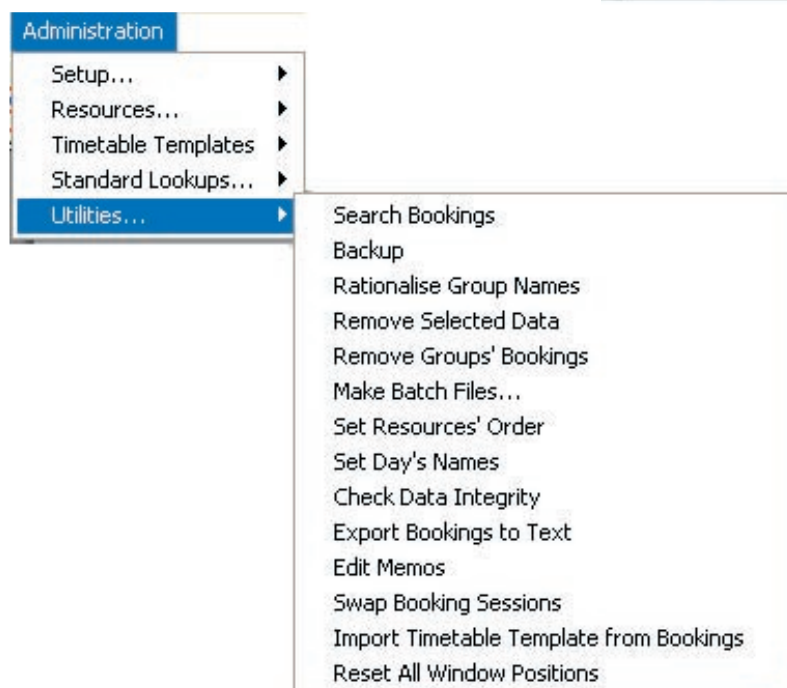 Administration
Setup...
Resources...
Timetable Templates
Standard Lookups...
Utilities...
Search Bookings
Backup
Rationalise Group Names
Remove Selected Data
Remove Groups' Bookings
Make Batch Files...
Set Resources' Order
Set Day's Names
Check Data Integrity
Export Bookings to Text
Edit Memos
Swap Booking Sessions
Import Timetable Template from Bookings
Reset All Window Positions